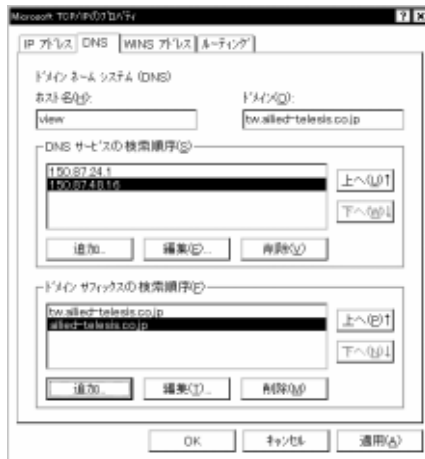 Microsoft TCP/IPのプロパティ
IP アドレス DNS WINS アドレス ルーティング
ドメイン ネーム システム (DNS)
ホスト名(H): ドメイン(O):
view tw.allied-telesis.co.jp
DNS サービスの検索順序(S)
150.87.24.1
150.87.48.16
上へ(U)↑
下へ(W)↓
追加... 編集(E)... 削除(V)
ドメイン サフィックスの検索順序(F)
tw.allied-telesis.co.jp
allied-telesis.co.jp
上へ(P)↑
下へ(N)↓
追加... 編集(T)... 削除(M)
OK キャンセル 適用(A)